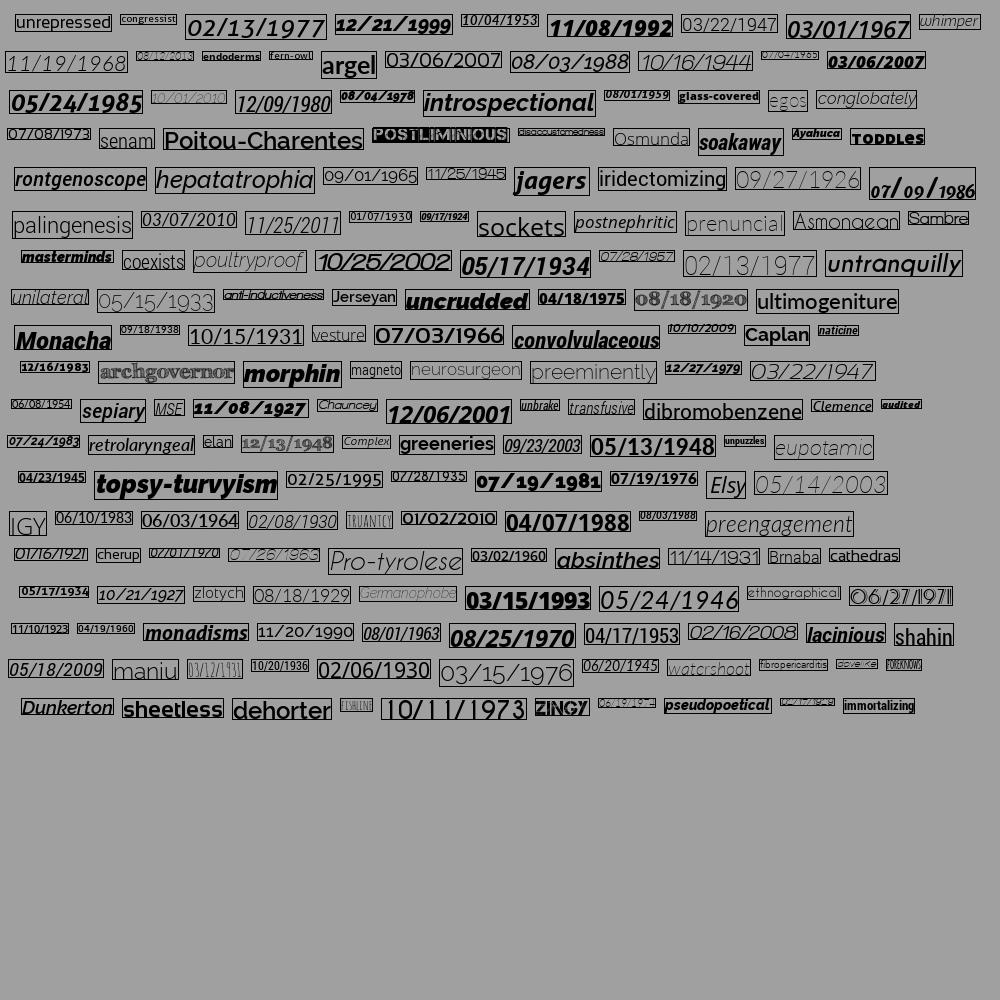 unrepressed congressist 02/13/1977 12/21/1999 10/04/1953 11/08/1992 03/22/1947 03/01/1967 whimper
11/19/1968 08/12/2013 endoderms fern-owl argel 03/06/2007 08/03/1988 10/16/1944 07/04/1985 03/06/2007
05/24/1985 10/01/2010 12/09/1980 08/04/1978 introspectional 08/01/1959 glass-covered egos conglobately
07/08/1973 senam Poitou-Charentes POSTLIMINIOUS disaccustomedness Osmunda soakaway Ayahuca TODDLES
rontgenoscope hepatatrophia 09/01/1965 11/25/1945 jagers iridectomizing 09/27/1926 07/09/1986
palingenesis 03/07/2010 11/25/2011 01/07/1930 09/17/1924 sockets postnephritic prenuncial Asmonaean Sambre
masterminds coexists poultryproof 10/25/2002 05/17/1934 07/28/1957 02/13/1977 untranquilly
unilateral 05/15/1933 anti-inductiveness Jerseyan uncrudded 04/18/1975 08/18/1920 ultimogeniture
Monacha 09/18/1938 10/15/1931 vesture 07/03/1966 convolvulaceous 10/10/2009 Caplan naticine
12/16/1983 archgovernor morphin magneto neurosurgeon preeminently 12/27/1979 03/22/1947
06/08/1954 sepiary MSE 11/08/1927 Chauncey 12/06/2001 unbrake transfusive dibromobenzene Clemence audited
07/24/1983 retrolaryngeal elan 12/13/1948 Complex greeneries 09/23/2003 05/13/1948 unpuzzles eupotamic
04/23/1945 topsy-turvyism 02/25/1995 07/28/1935 07/19/1981 07/19/1976 Elsy 05/14/2003
IGY 06/10/1983 06/03/1964 02/08/1930 TRUANTCY 01/02/2010 04/07/1988 08/03/1988 preengagement
01/16/1921 cherup 07/01/1970 07/26/1963 Pro-tyrolese 03/02/1960 absinthes 11/14/1931 Brnaba cathedras
05/17/1934 10/21/1927 zlotych 08/18/1929 Germanophobe 03/15/1993 05/24/1946 ethnographical 06/27/1971
11/10/1923 04/19/1960 monadisms 11/20/1990 08/01/1963 08/25/1970 04/17/1953 02/16/2008 lacinious shahin
05/18/2009 maniu 03/12/1931 10/20/1936 02/06/1930 03/15/1976 06/20/1945 watershoot fibropericarditis dovelike FOREKNOWS
Dunkerton sheetless dehorter FISHLINE 10/11/1973 ZINGY pseudopoetical immortalizing